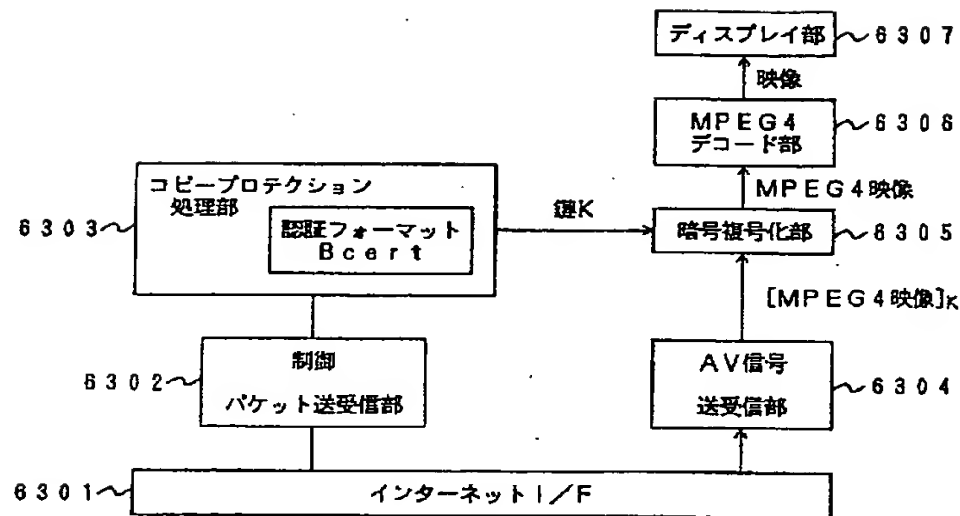 ディスプレイ部 6307
映像
MPEG4 6306
デコード部
コピープロテクション
処理部
MPEG4映像
鍵K
6303
認証フォーマット
Bcert
暗号複号化部 6305
[MPEG4映像]K
制御
AV信号
6302
6304
パケット送受信部
送受信部
6301 インターネットI/F